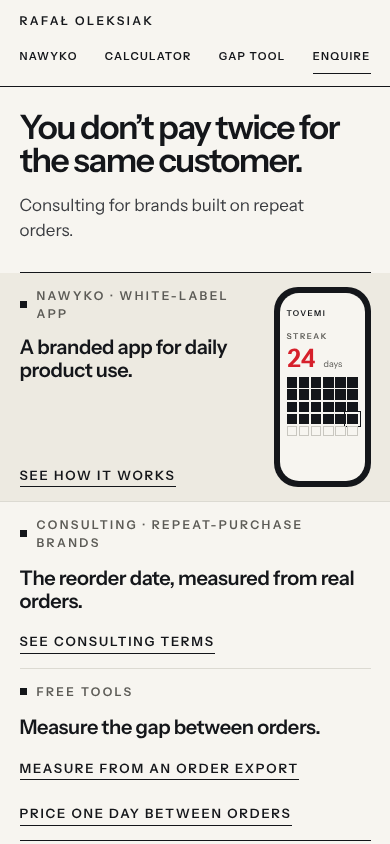 RAFAŁ OLEKSIAK
NAWYKO CALCULATOR GAP TOOL ENQUIRE
You don’t pay twice for
the same customer.
Consulting for brands built on repeat
orders.
NAWYKO · WHITE-LABEL
APP
A branded app for daily
product use.
SEE HOW IT WORKS
TOVEMI
STREAK
24 days
CONSULTING · REPEAT-PURCHASE
BRANDS
The reorder date, measured from real
orders.
SEE CONSULTING TERMS
FREE TOOLS
Measure the gap between orders.
MEASURE FROM AN ORDER EXPORT
PRICE ONE DAY BETWEEN ORDERS